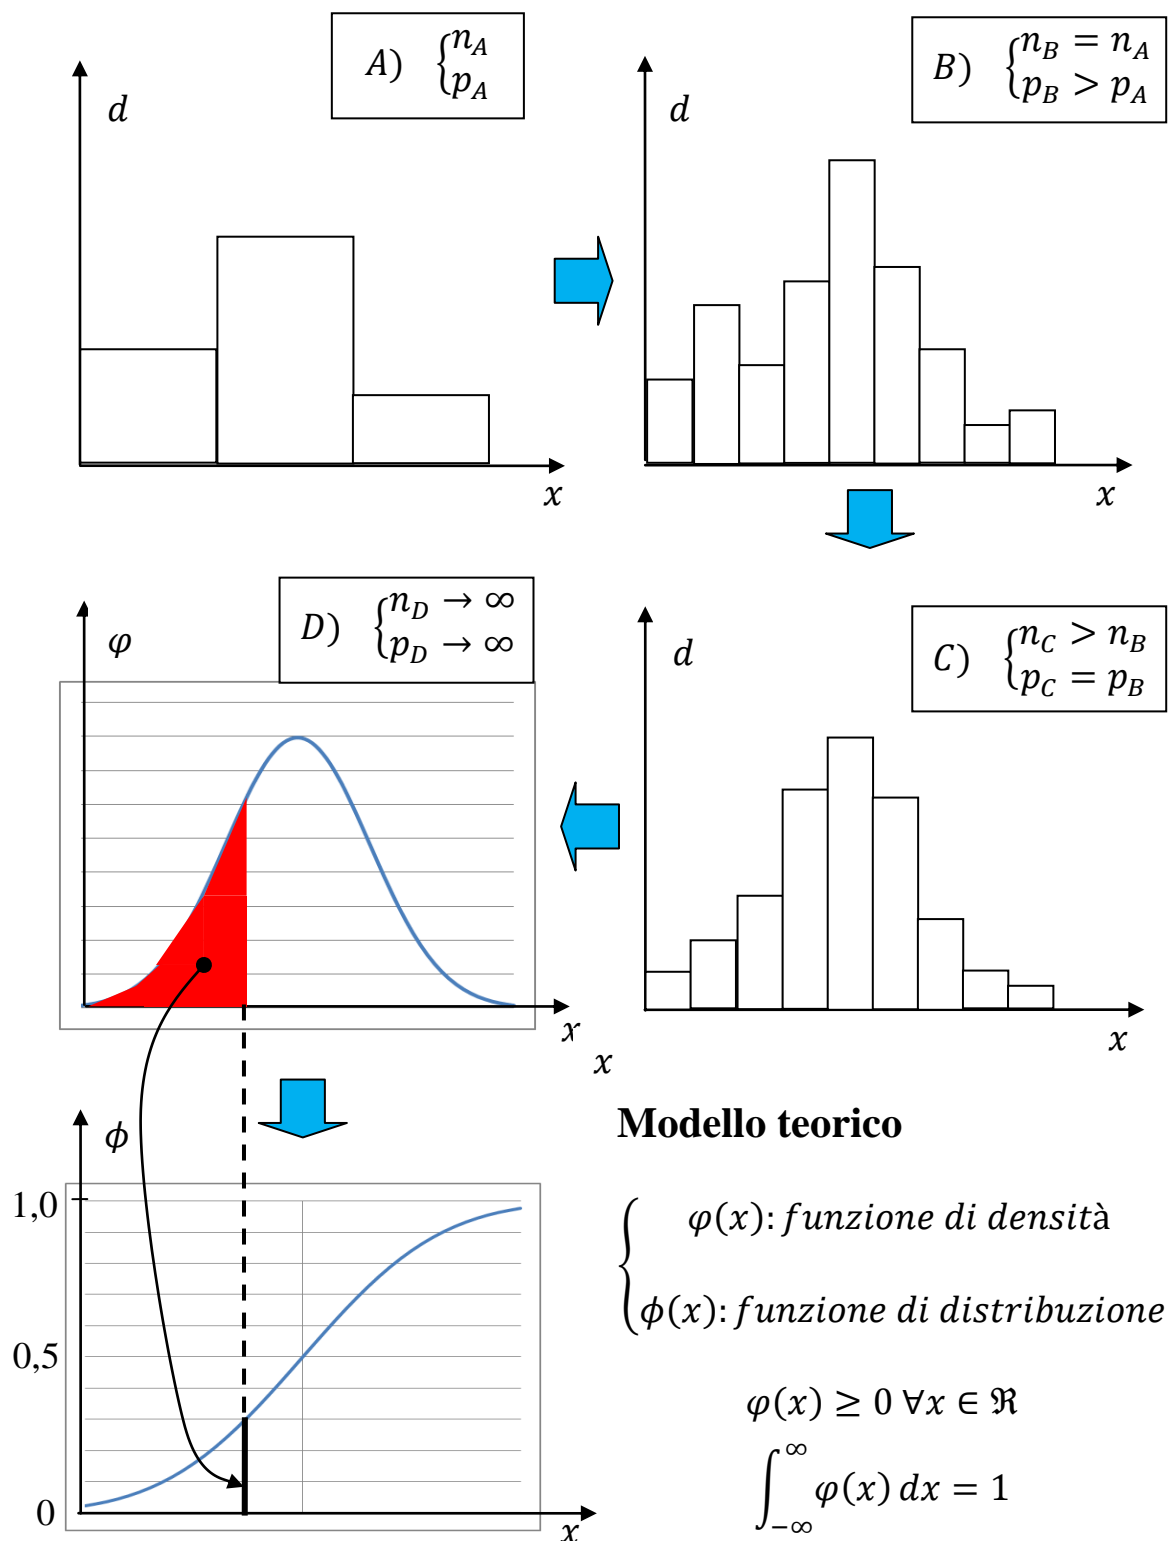 A) { n_A
p_A
d
x
B) { n_B = n_A
p_B > p_A
d
x
D) { n_D → ∞
p_D → ∞
φ
x
x
C) { n_C > n_B
p_C = p_B
d
x
ϕ
1,0
0,5
0
x
Modello teorico
φ(x): funzione di densità
ϕ(x): funzione di distribuzione
φ(x) ≥ 0 ∀x ∈ ℜ
∫_{-∞}^{∞} φ(x) dx = 1